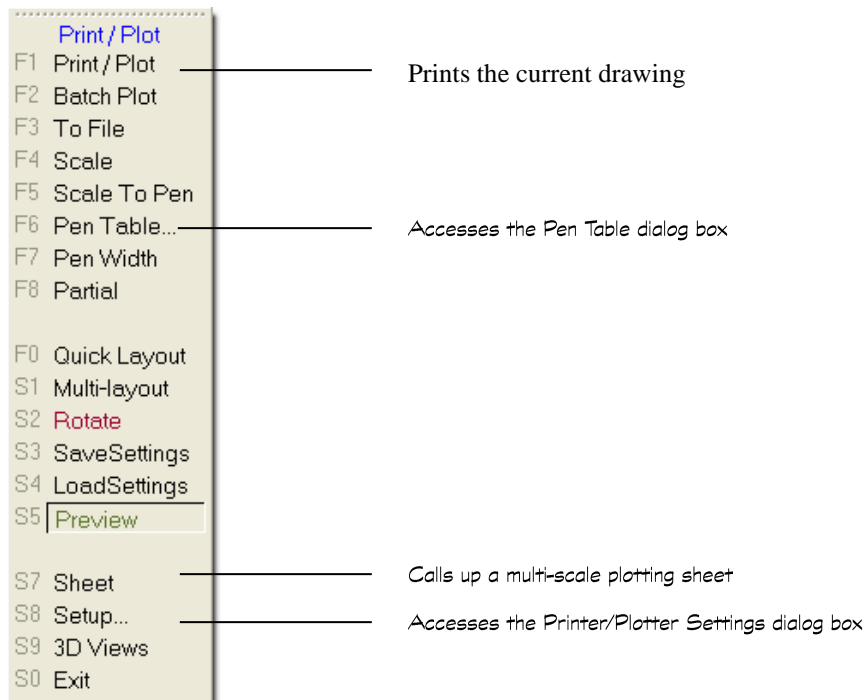 Print / Plot
F1 Print / Plot
Prints the current drawing
F2 Batch Plot
F3 To File
F4 Scale
F5 Scale To Pen
F6 Pen Table...
Accesses the Pen Table dialog box
F7 Pen Width
F8 Partial
F0 Quick Layout
S1 Multi-layout
S2 Rotate
S3 SaveSettings
S4 LoadSettings
S5 Preview
S7 Sheet
Calls up a multi-scale plotting sheet
S8 Setup...
Accesses the Printer/Plotter Settings dialog box
S9 3D Views
S0 Exit